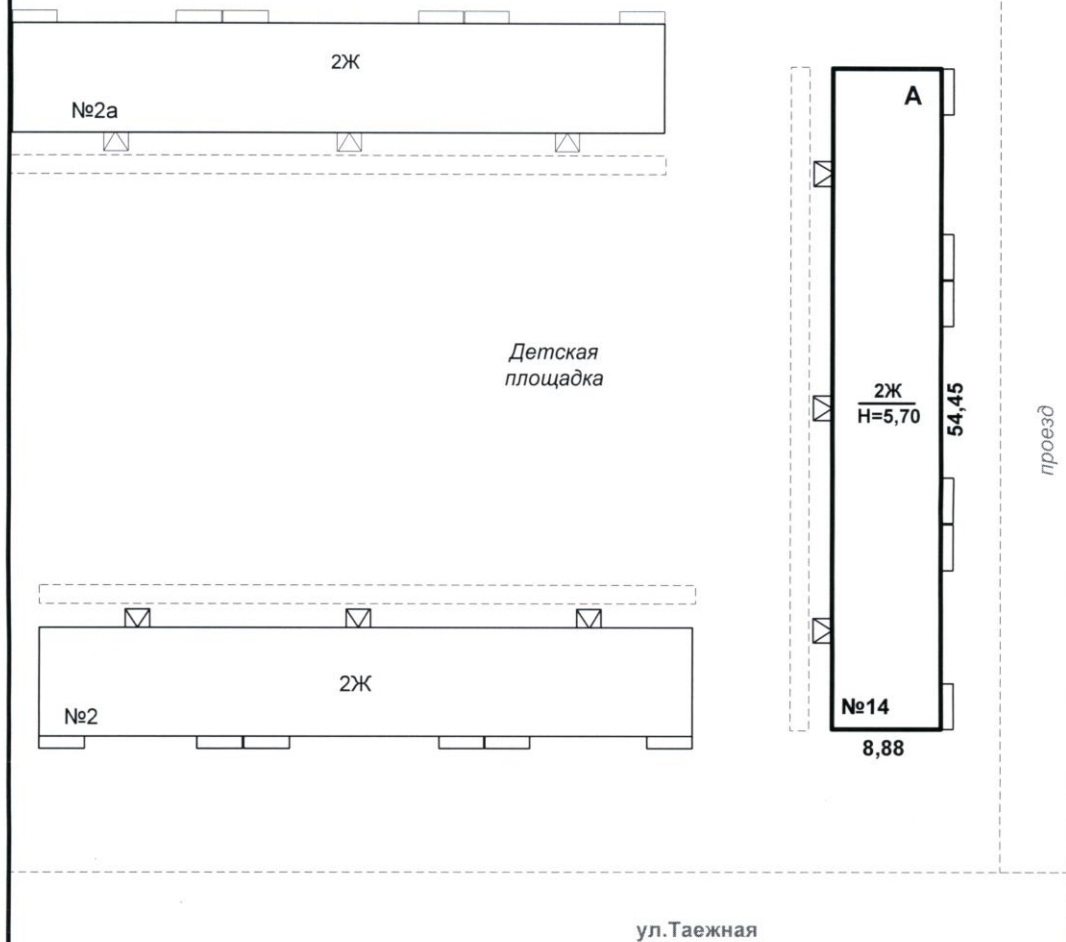 2Ж
№2а
А
Детская
площадка
2Ж
Н=5,70
54,45
проезд
2Ж
№2
№14
8,88
ул.Таежная